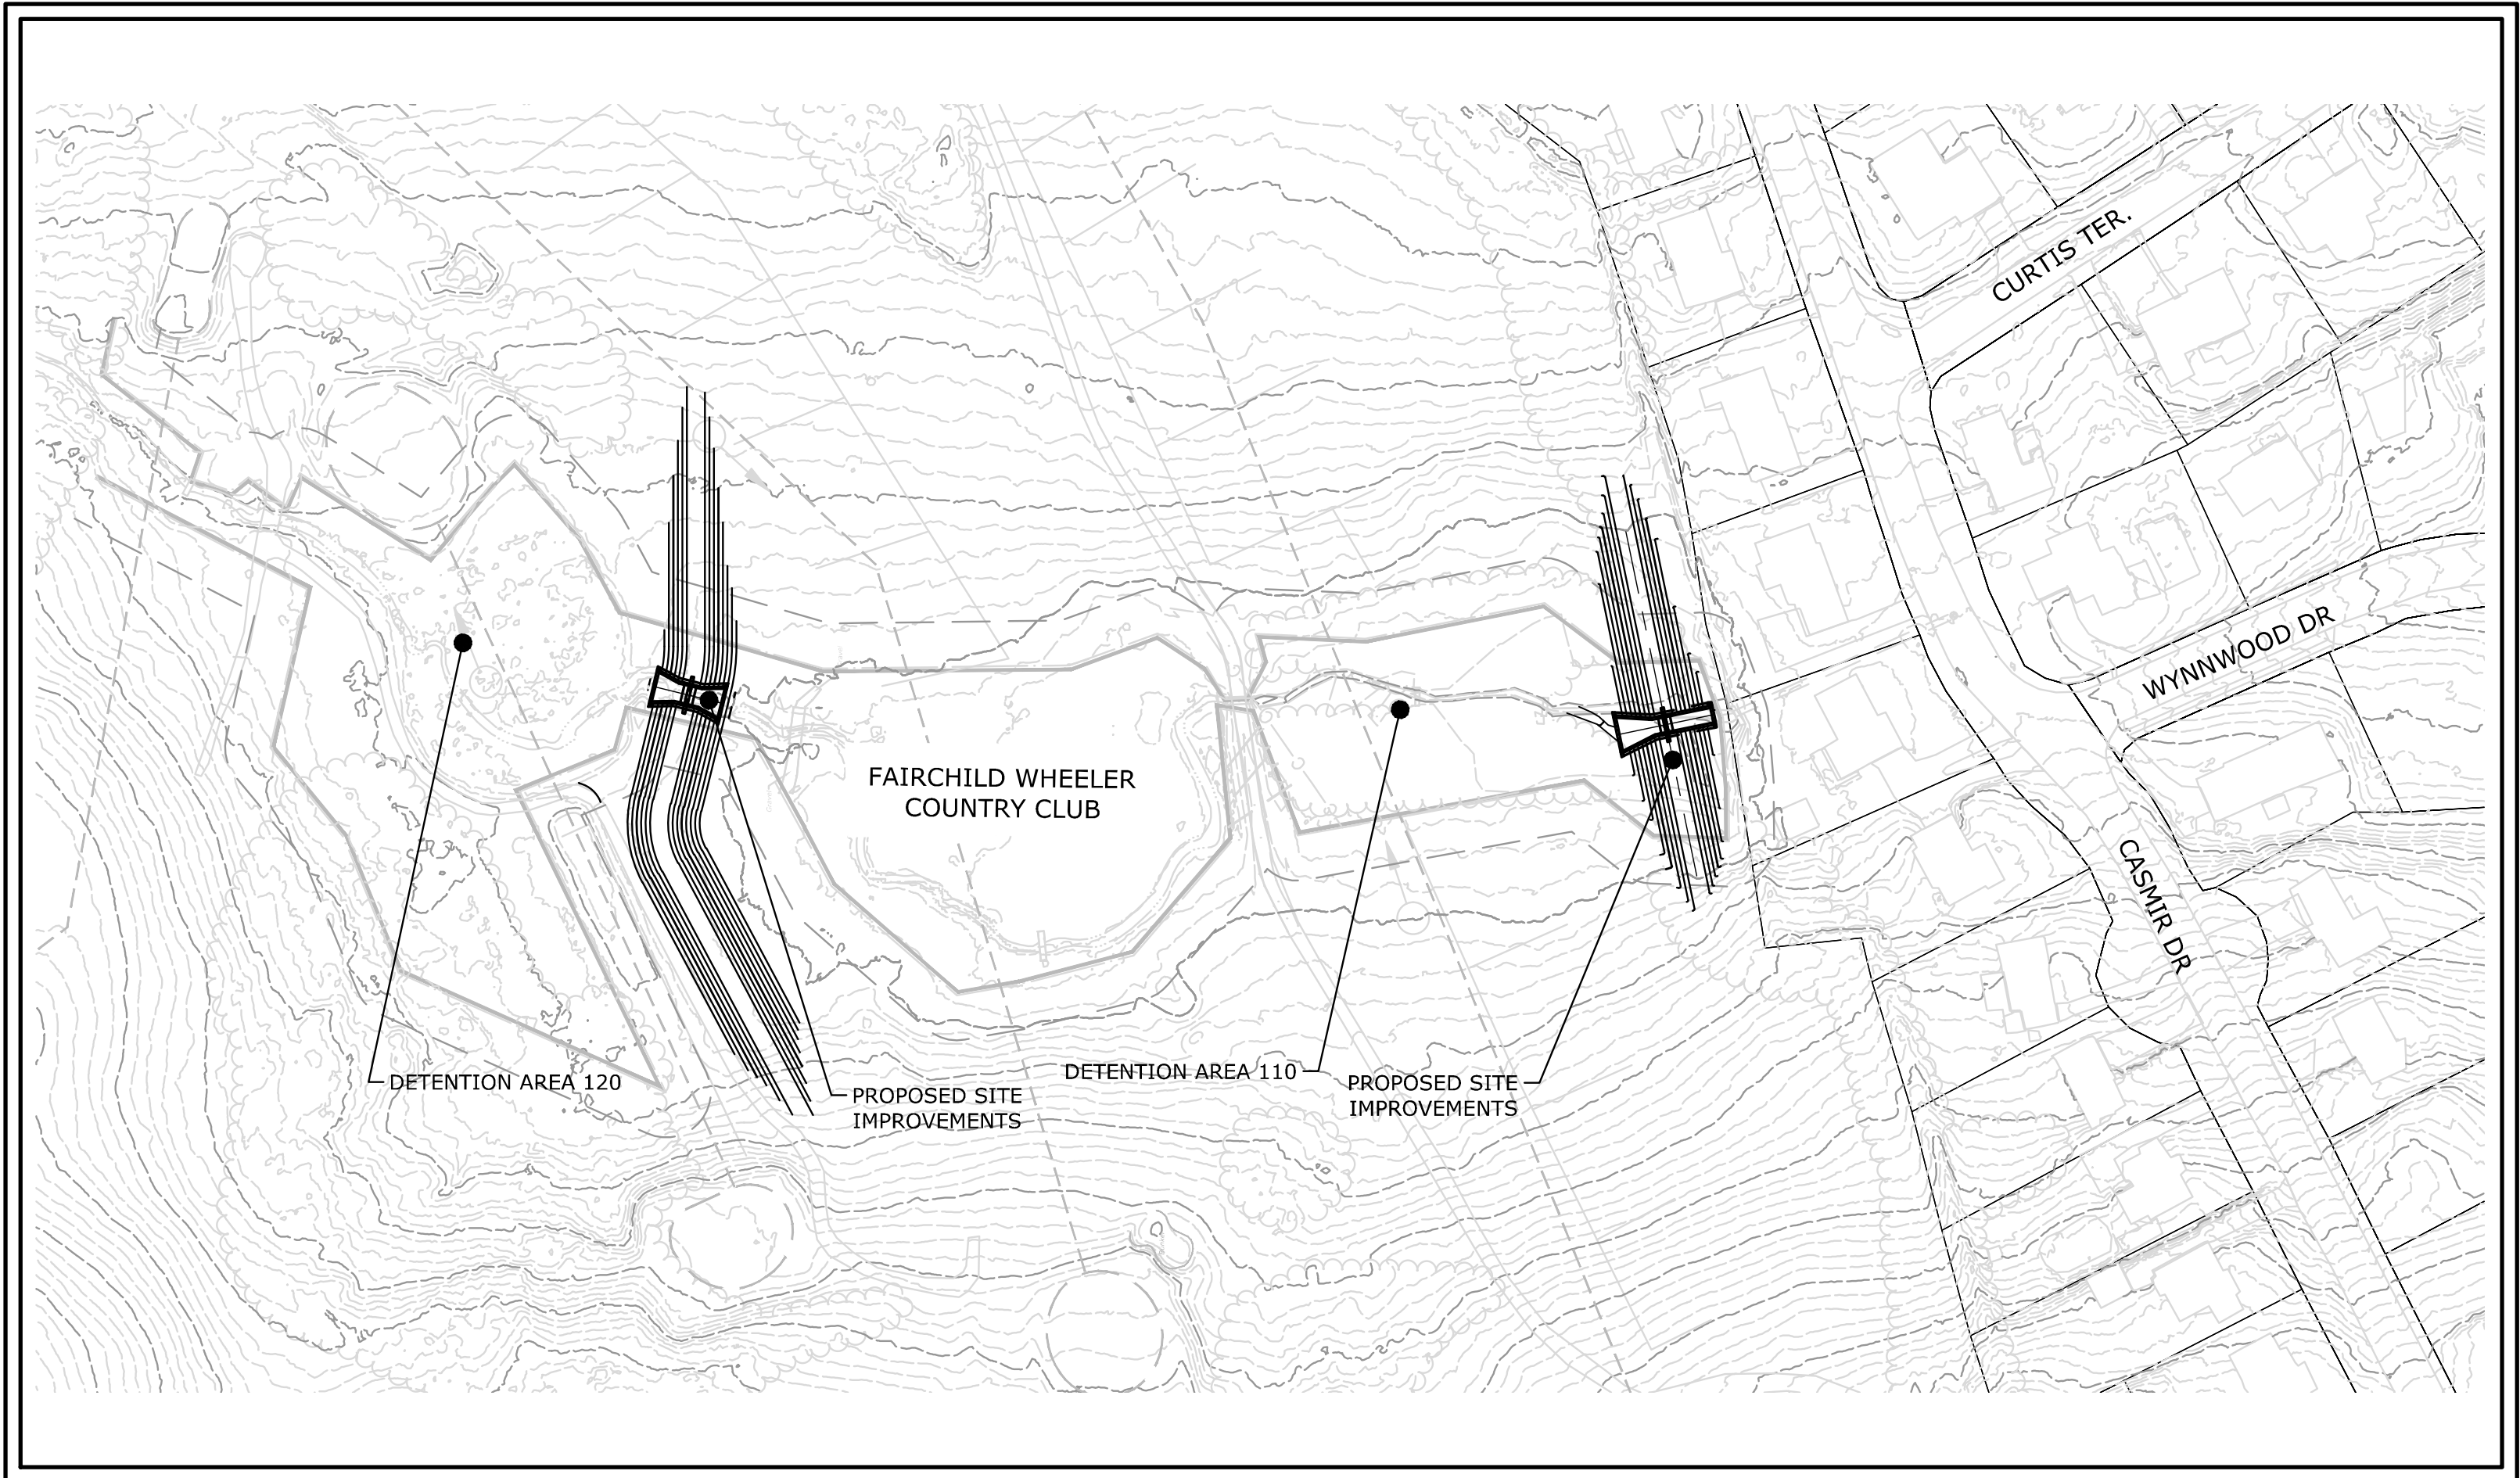 CURTIS TER.
WYNNWOOD DR
FAIRCHILD WHEELER
COUNTRY CLUB
CASMIR DR
DETENTION AREA 120
PROPOSED SITE
IMPROVEMENTS
DETENTION AREA 110
PROPOSED SITE
IMPROVEMENTS